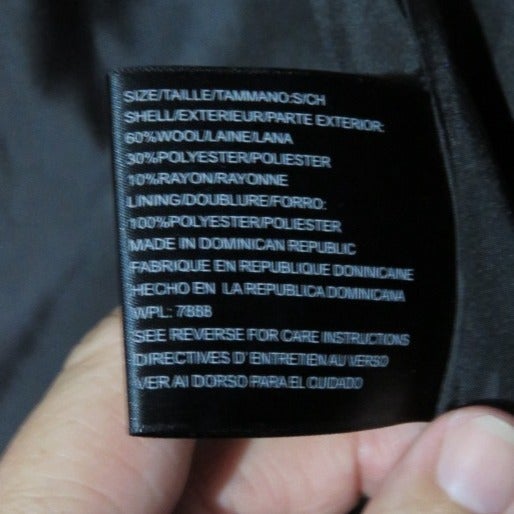 SIZE/TAILLE/TAMMANO:S/CH
SHELL/EXTERIEUR/PARTE EXTERIOR:
60%WOOL/LAINE/LANA
30%POLYESTER/POLIESTER
10%RAYON/RAYONNE
LINING/DOUBLURE/FORRO:
100%POLYESTER/POLIESTER
MADE IN DOMINICAN REPUBLIC
FABRIQUE EN REPUBLIQUE DONNICAINE
HECHO EN LA REPUBLICA DOMINICANA
WPL: 7888
SEE REVERSE FOR CARE INSTRUCTIONS
DIRECTIVES D'ENTRETIEN AU VERSO
VER AI DORSO PARA EL CUIDADO